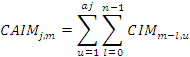 CAIM_{j,m} = \sum_{u=1}^{aj} \sum_{l=0}^{n-1} CIM_{m-l,u}